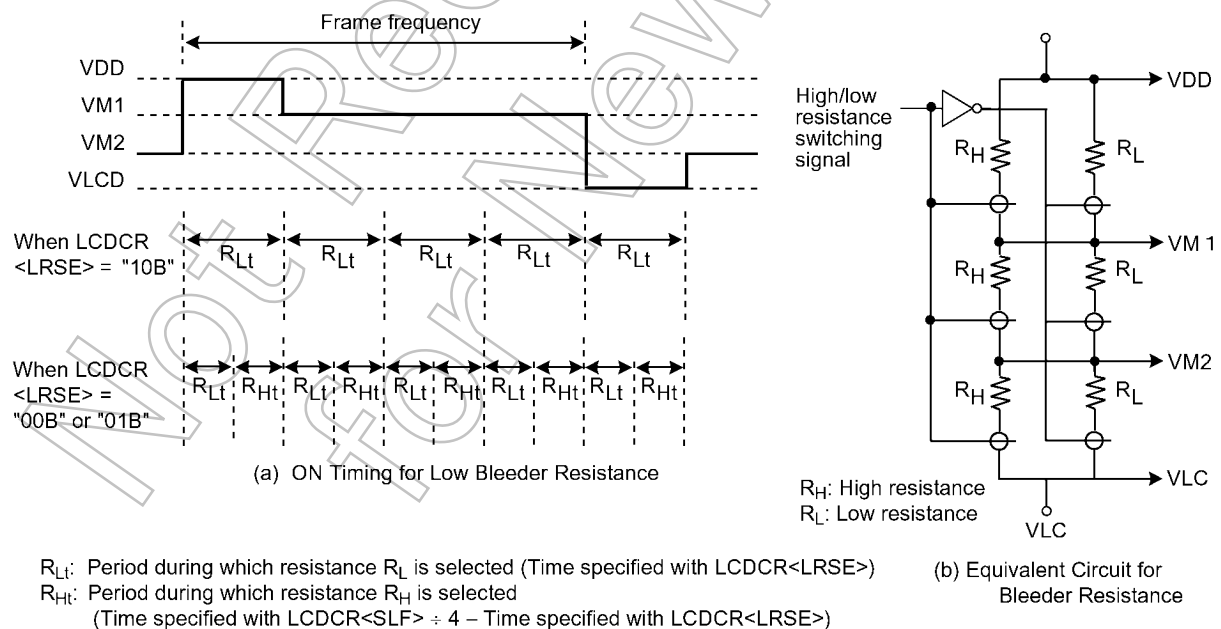 Frame frequency
VDD
VM1
VM2
VLCD
When LCDCR
<LRSE> = "10B"
RLt RLt RLt RLt RLt
When LCDCR
<LRSE> =
"00B" or "01B"
RLt RHt RLt RHt RLt RHt RLt RHt RLt RHt
(a) ON Timing for Low Bleeder Resistance
High/low
resistance
switching
signal
VDD
RH RL
VM 1
RH RL
VM2
RH RL
VLC
RH: High resistance
RL: Low resistance
VLC
(b) Equivalent Circuit for
Bleeder Resistance
RLt: Period during which resistance RL is selected (Time specified with LCDCR<LRSE>)
RHt: Period during which resistance RH is selected
(Time specified with LCDCR<SLF> ÷ 4 – Time specified with LCDCR<LRSE>)
Not Re
for New